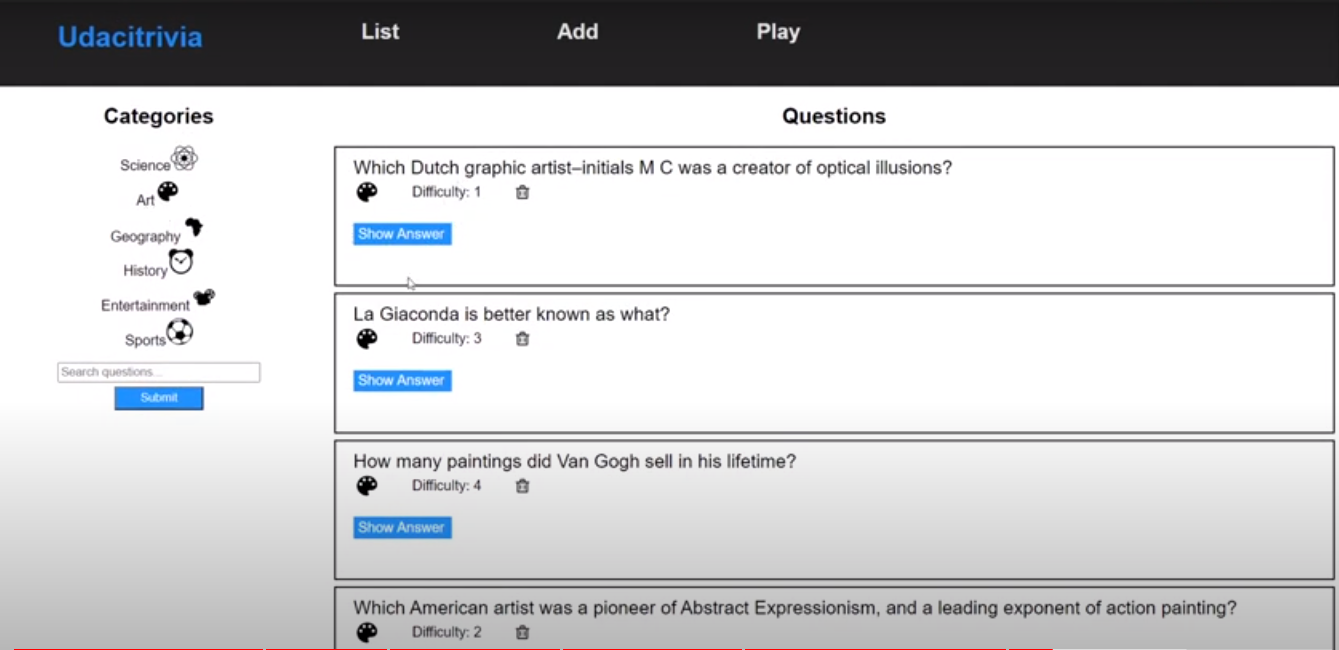 Udacitrivia
List
Add
Play
Categories
Science
Art
Geography
History
Entertainment
Sports
Search questions...
Submit
Questions
Which Dutch graphic artist–initials M C was a creator of optical illusions?
Difficulty: 1
Show Answer
La Giaconda is better known as what?
Difficulty: 3
Show Answer
How many paintings did Van Gogh sell in his lifetime?
Difficulty: 4
Show Answer
Which American artist was a pioneer of Abstract Expressionism, and a leading exponent of action painting?
Difficulty: 2